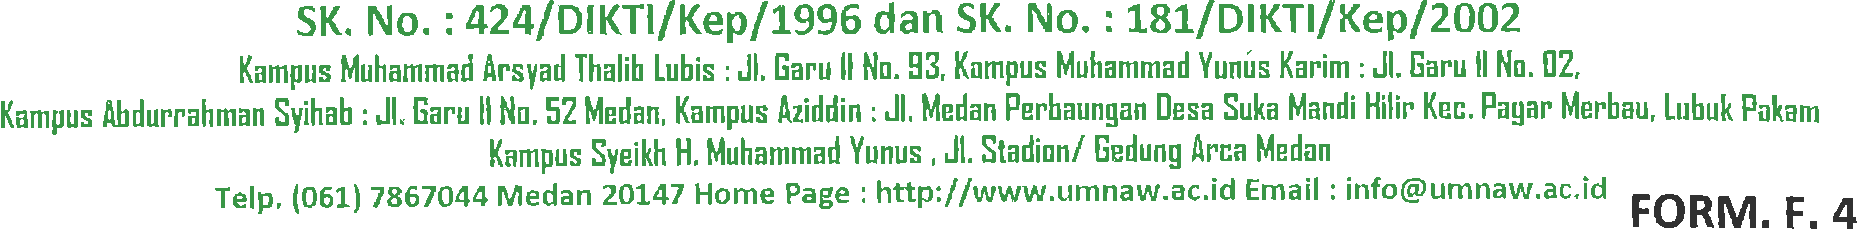 SK. No. : 424/DIKTI/Kep/1996 dan SK. No. : 181/DIKTI/Kep/2002
Kampus Muhammad Arsyad Thalib Lubis : Jl. Garu II No. 93, Kampus Muhammad Yunus Karim : Jl. Garu II No. 02,
Kampus Abdurrahman Syihab : Jl. Garu II No. 52 Medan, Kampus Aziddin : Jl. Medan Perbaungan Desa Suka Mandi Hilir Kec. Pagar Merbau, Lubuk Pakam
Kampus Syeikh H. Muhammad Yunus , Jl. Stadion/ Gedung Arca Medan
Telp. (061) 7867044 Medan 20147 Home Page : http://www.umnaw.ac.id Email : info@umnaw.ac.id
FORM. F. 4